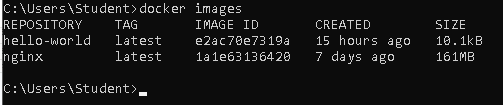 C:\Users\Student>docker images
REPOSITORY    TAG       IMAGE ID       CREATED        SIZE
hello-world   latest    e2ac70e7319a   15 hours ago   10.1kB
nginx         latest    1a1e63136420   7 days ago     161MB
C:\Users\Student>